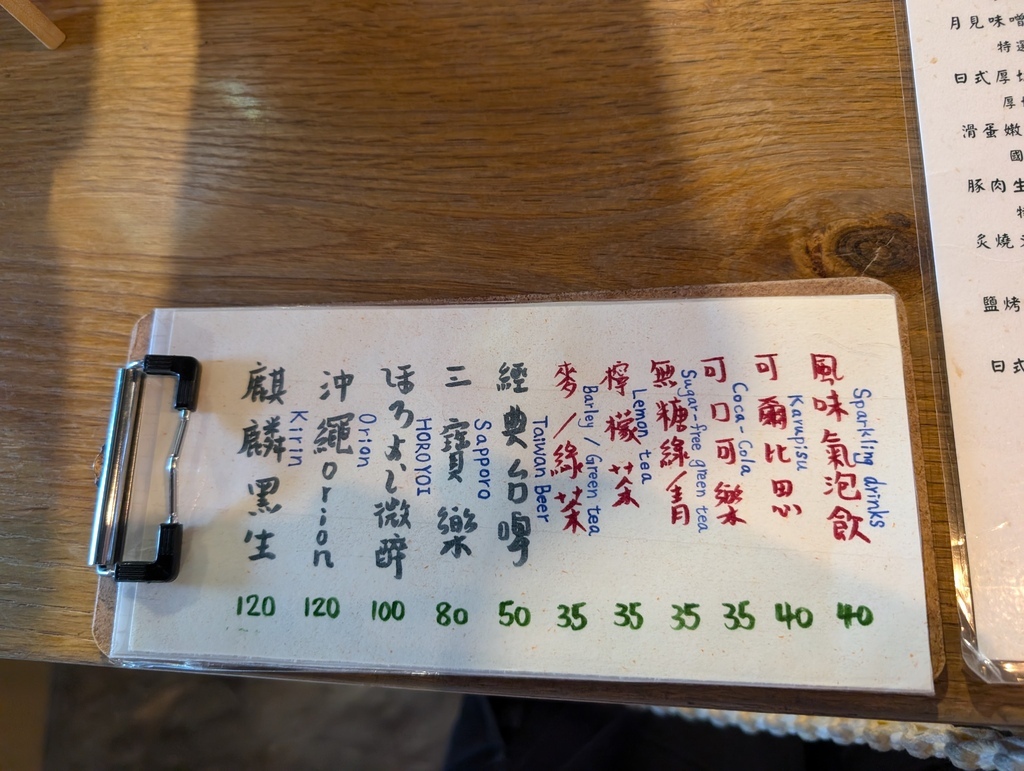 風味氣泡飲
Sparkling drinks
40
可爾比思
Karupisu
40
可口可樂
Coca-Cola
35
無糖綠青
Sugar-free green tea
35
檸檬茶
Lemon tea
35
麥/綠茶
Barley / Green tea
35
經典台啤
Taiwan Beer
50
三寶樂
Sapporo
80
ほろよい微醉
HOROYOI
100
沖繩orion
Orion
120
麒麟黑生
Kirin
120
月見味噌
日式厚切
滑蛋嫩
國
豚肉生
炙燒
鹽烤
日式